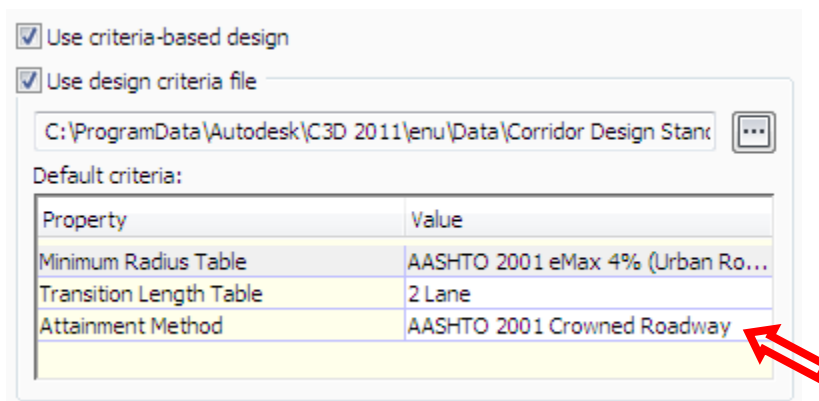 Use criteria-based design
Use design criteria file
C:\ProgramData\Autodesk\C3D 2011\enu\Data\Corridor Design Stand
...
Default criteria:
Property Value
Minimum Radius Table AASHTO 2001 eMax 4% (Urban Ro...
Transition Length Table 2 Lane
Attainment Method AASHTO 2001 Crowned Roadway